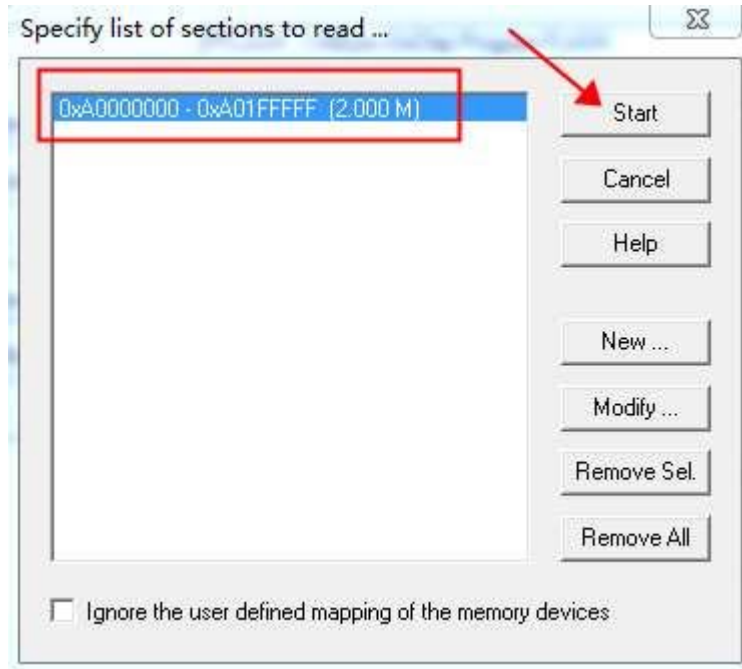 Specify list of sections to read ...
0xA0000000 - 0xA01FFFFF (2.000 M)
Start
Cancel
Help
New ...
Modify ...
Remove Sel.
Remove All
Ignore the user defined mapping of the memory devices